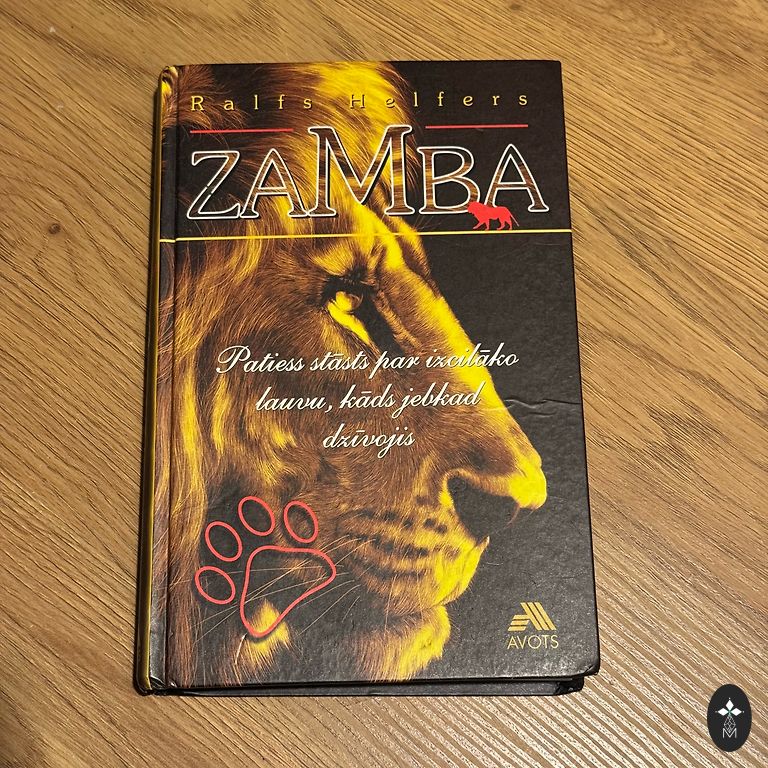 Ralfs Helfers
ZAMBA
Patiess stāsts par izcilāko
lauvu, kāds jebkad
dzīvojis
AVOTS
M